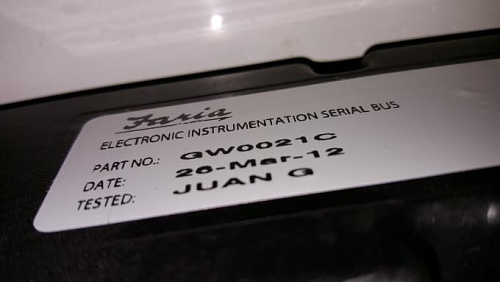 Faria
ELECTRONIC INSTRUMENTATION SERIAL BUS
PART NO.: GW0021C
DATE: 26-Mar-12
TESTED: JUAN G